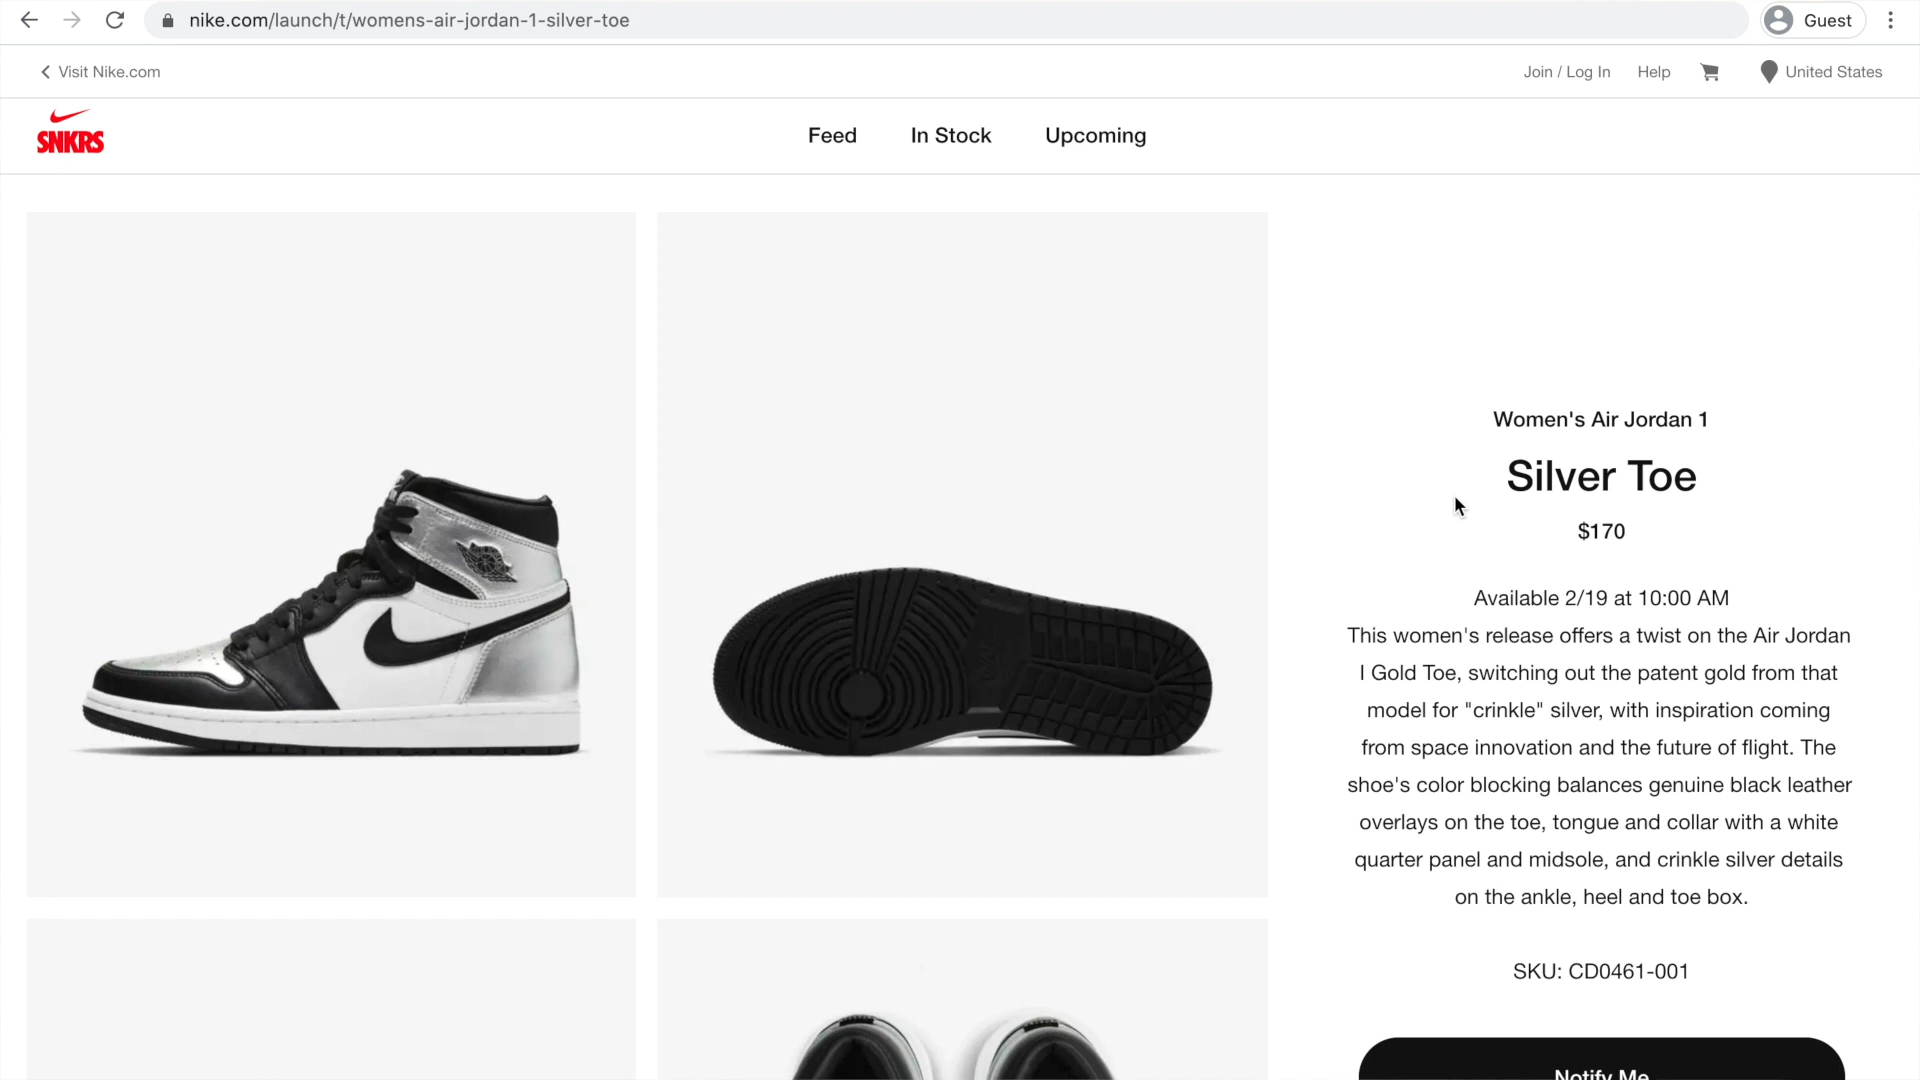 nike.com/launch/t/womens-air-jordan-1-silver-toe
Guest
Visit Nike.com
Join / Log In
Help
United States
SNKRS
Feed
In Stock
Upcoming
Women's Air Jordan 1
Silver Toe
$170
Available 2/19 at 10:00 AM
This women's release offers a twist on the Air Jordan
I Gold Toe, switching out the patent gold from that
model for "crinkle" silver, with inspiration coming
from space innovation and the future of flight. The
shoe's color blocking balances genuine black leather
overlays on the toe, tongue and collar with a white
quarter panel and midsole, and crinkle silver details
on the ankle, heel and toe box.
SKU: CD0461-001
Notify Me